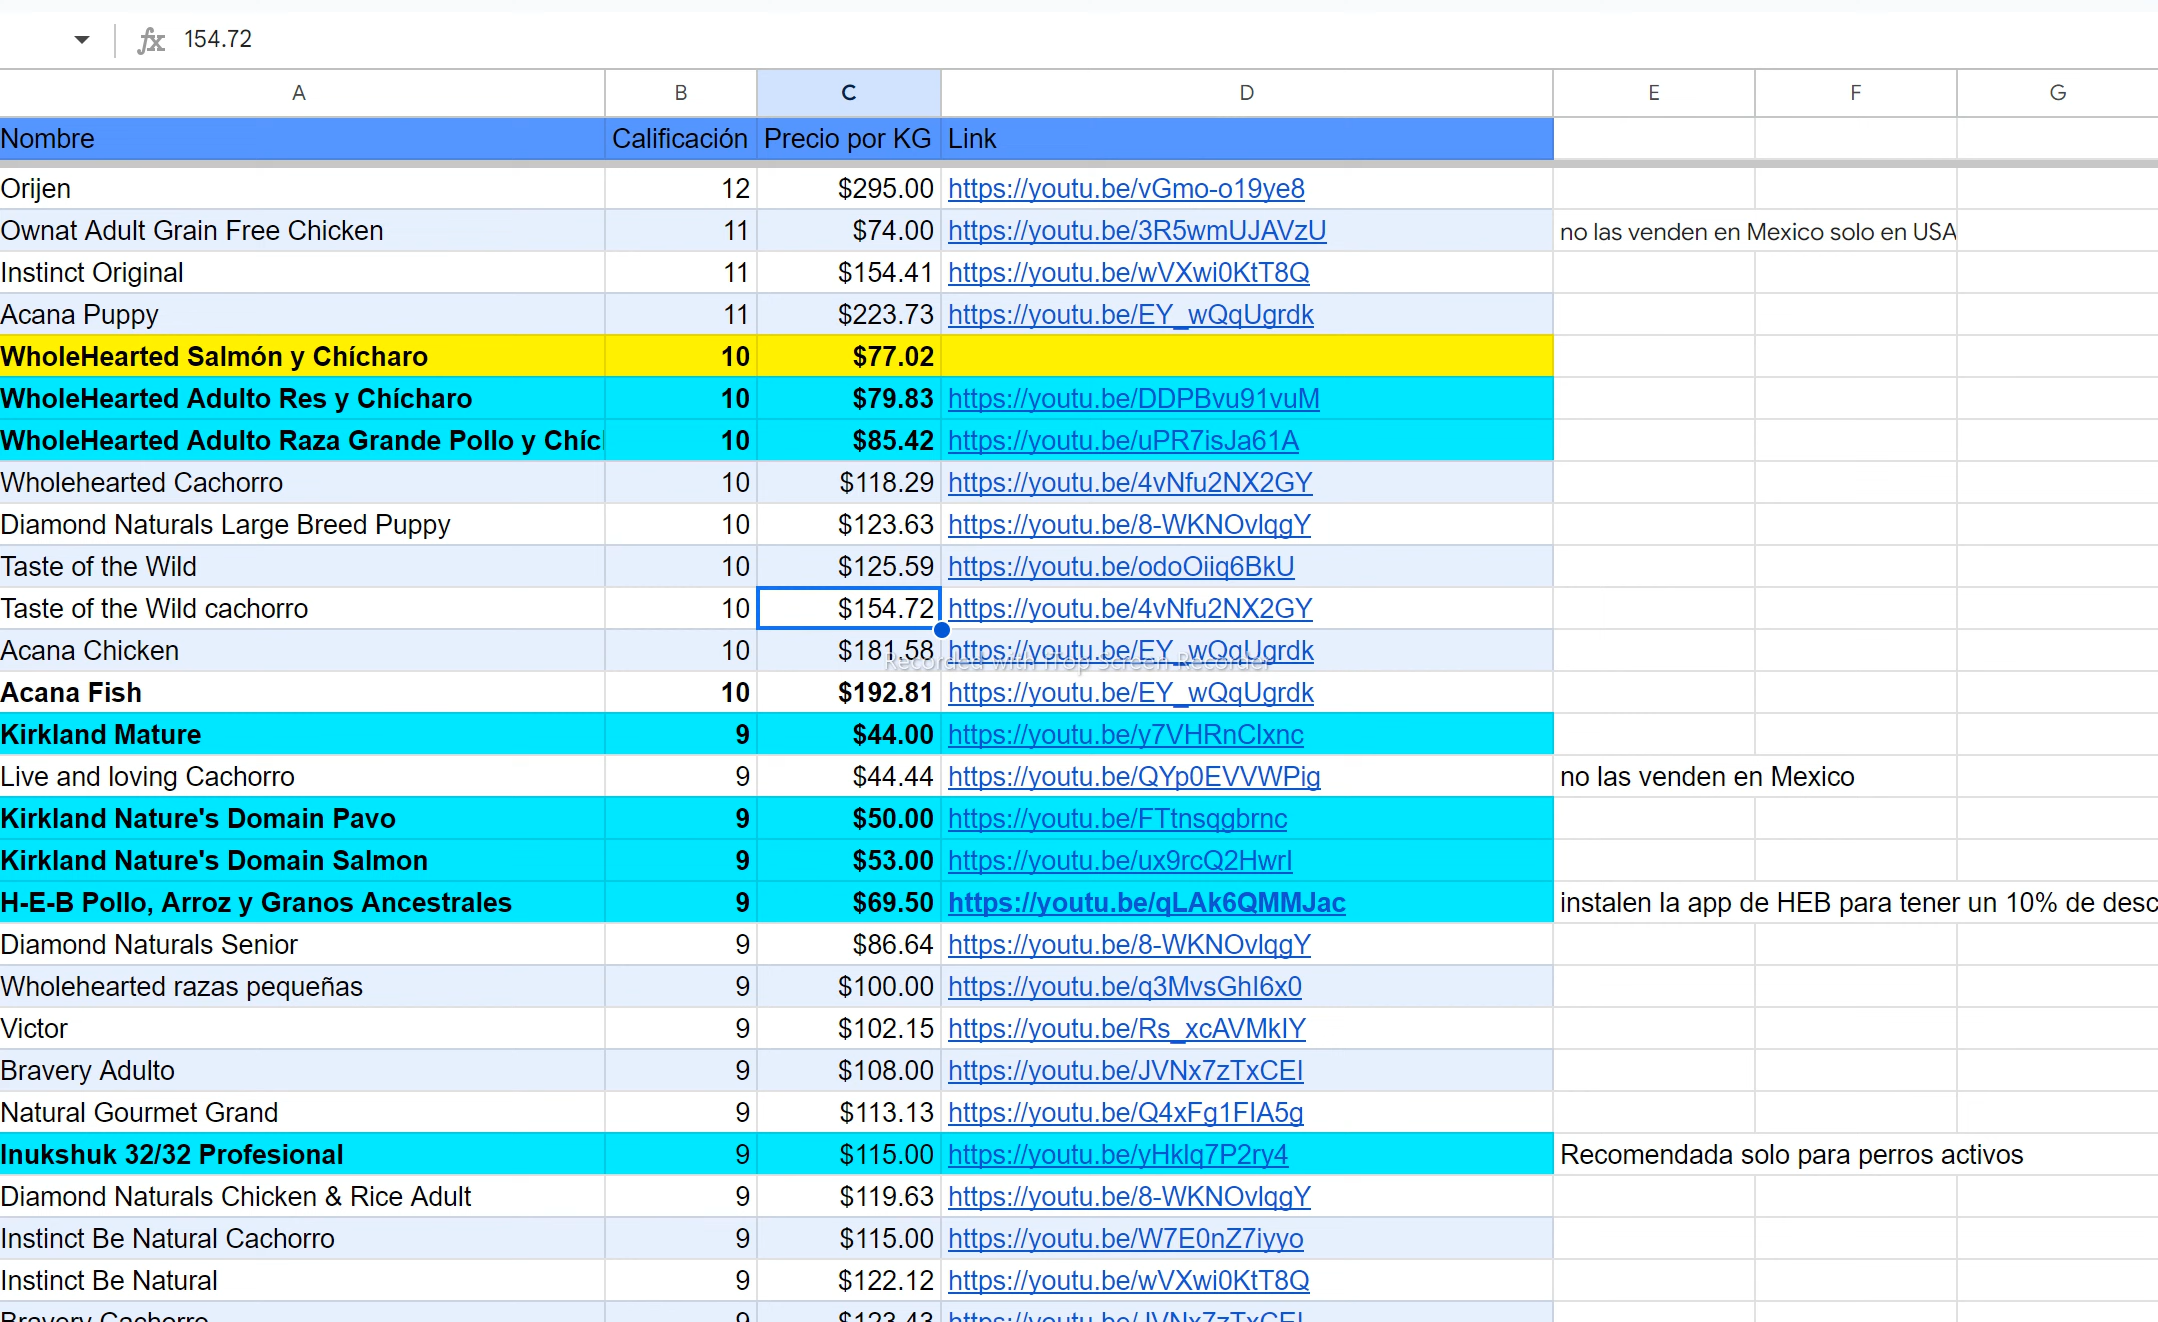 154.72
A B C D E F G
Nombre Calificación Precio por KG Link
Orijen 12 $295.00 https://youtu.be/vGmo-o19ye8
Ownat Adult Grain Free Chicken 11 $74.00 https://youtu.be/3R5wmUJAVzU no las venden en Mexico solo en USA
Instinct Original 11 $154.41 https://youtu.be/wVXwi0KtT8Q
Acana Puppy 11 $223.73 https://youtu.be/EY_wQqUgrdk
WholeHearted Salmón y Chícharo 10 $77.02
WholeHearted Adulto Res y Chícharo 10 $79.83 https://youtu.be/DDPBvu91vuM
WholeHearted Adulto Raza Grande Pollo y Chícl 10 $85.42 https://youtu.be/uPR7isJa61A
Wholehearted Cachorro 10 $118.29 https://youtu.be/4vNfu2NX2GY
Diamond Naturals Large Breed Puppy 10 $123.63 https://youtu.be/8-WKNOvlqgY
Taste of the Wild 10 $125.59 https://youtu.be/odoOiiq6BkU
Taste of the Wild cachorro 10 $154.72 https://youtu.be/4vNfu2NX2GY
Acana Chicken 10 $181.58 https://youtu.be/EY_wQqUgrdk
Recorded with iTop Screen Recorder
Acana Fish 10 $192.81 https://youtu.be/EY_wQqUgrdk
Kirkland Mature 9 $44.00 https://youtu.be/y7VHRnClxnc
Live and loving Cachorro 9 $44.44 https://youtu.be/QYp0EVVWPig no las venden en Mexico
Kirkland Nature's Domain Pavo 9 $50.00 https://youtu.be/FTtnsqgbrnc
Kirkland Nature's Domain Salmon 9 $53.00 https://youtu.be/ux9rcQ2HwrI
H-E-B Pollo, Arroz y Granos Ancestrales 9 $69.50 https://youtu.be/qLAk6QMMJac instalen la app de HEB para tener un 10% de desc
Diamond Naturals Senior 9 $86.64 https://youtu.be/8-WKNOvlqgY
Wholehearted razas pequeñas 9 $100.00 https://youtu.be/q3MvsGhI6x0
Victor 9 $102.15 https://youtu.be/Rs_xcAVMkIY
Bravery Adulto 9 $108.00 https://youtu.be/JVNx7zTxCEI
Natural Gourmet Grand 9 $113.13 https://youtu.be/Q4xFg1FIA5g
Inukshuk 32/32 Profesional 9 $115.00 https://youtu.be/yHklq7P2ry4 Recomendada solo para perros activos
Diamond Naturals Chicken & Rice Adult 9 $119.63 https://youtu.be/8-WKNOvlqgY
Instinct Be Natural Cachorro 9 $115.00 https://youtu.be/W7E0nZ7iyyo
Instinct Be Natural 9 $122.12 https://youtu.be/wVXwi0KtT8Q
Bravery Cachorro 9 $123.43 https://youtu.be/JVNx7zTxCEI